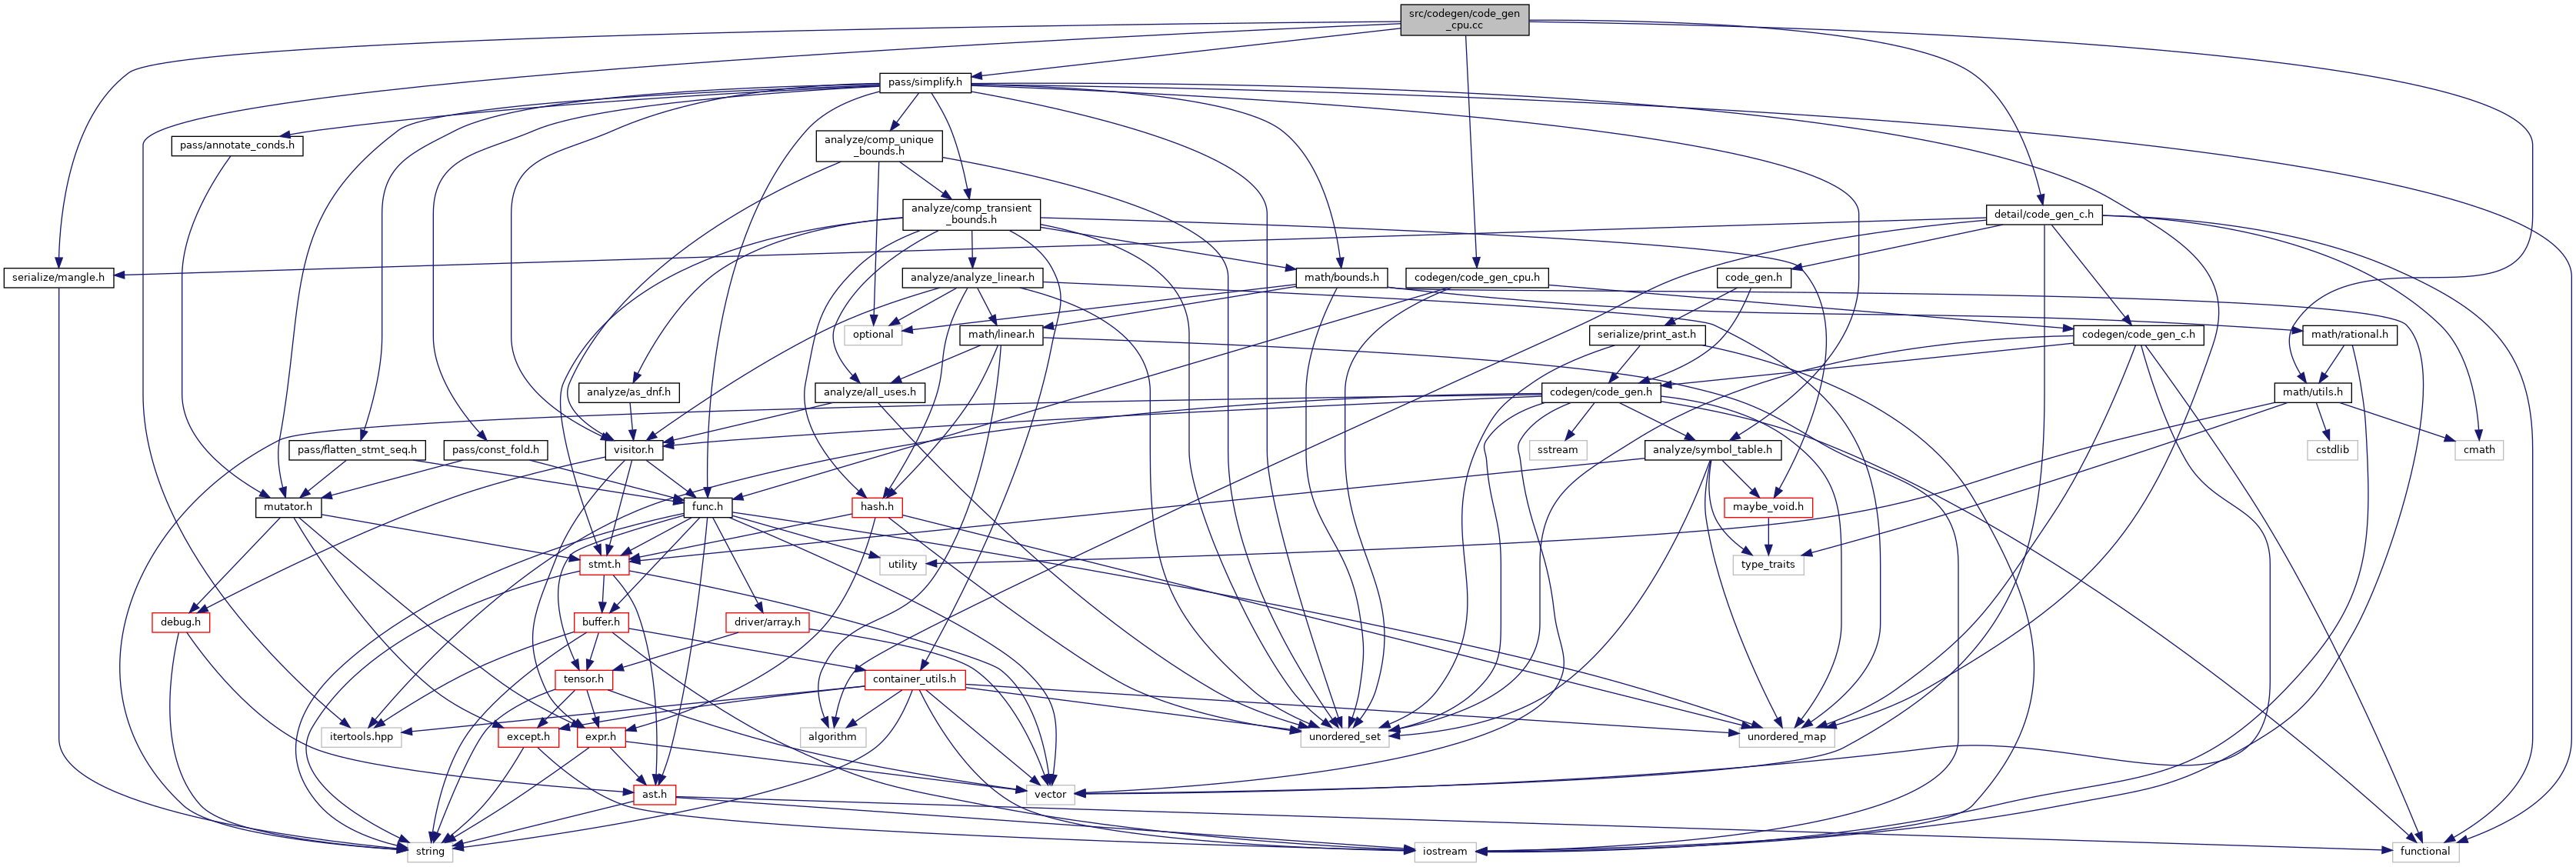 src/codegen/code_gen
_cpu.cc
pass/simplify.h
pass/annotate_conds.h
analyze/comp_unique
_bounds.h
analyze/comp_transient
_bounds.h
detail/code_gen_c.h
serialize/mangle.h
analyze/analyze_linear.h
math/bounds.h
codegen/code_gen_cpu.h
code_gen.h
optional
math/linear.h
serialize/print_ast.h
codegen/code_gen_c.h
math/rational.h
analyze/as_dnf.h
analyze/all_uses.h
codegen/code_gen.h
math/utils.h
pass/flatten_stmt_seq.h
pass/const_fold.h
visitor.h
sstream
analyze/symbol_table.h
cstdlib
cmath
mutator.h
func.h
hash.h
maybe_void.h
stmt.h
utility
type_traits
debug.h
buffer.h
driver/array.h
tensor.h
container_utils.h
itertools.hpp
except.h
expr.h
algorithm
unordered_set
unordered_map
ast.h
vector
string
iostream
functional